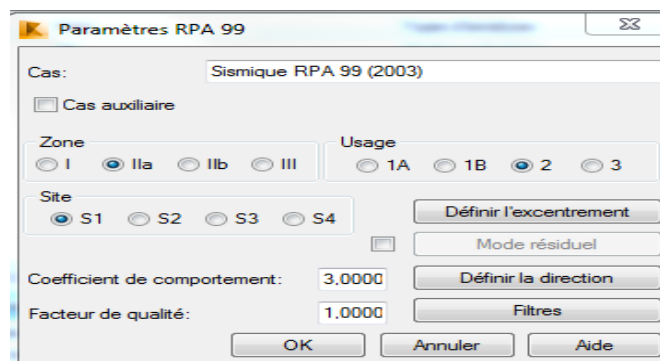 Paramètres RPA 99
Cas: Sismique RPA 99 (2003)
Cas auxiliaire
Zone Usage
I IIa IIb III 1A 1B 2 3
Site
S1 S2 S3 S4 Définir l'excentrement
Mode résiduel
Coefficient de comportement: 3,0000 Définir la direction
Facteur de qualité: 1,0000 Filtres
OK Annuler Aide